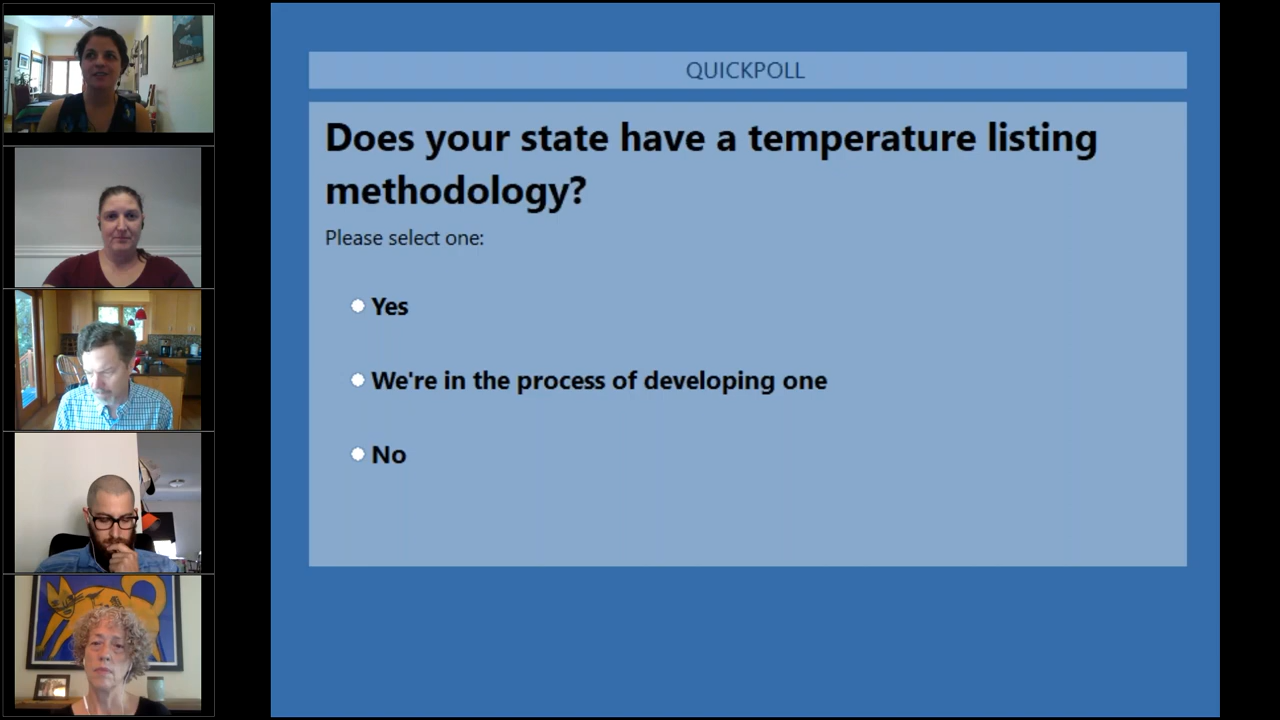 QUICKPOLL
Does your state have a temperature listing
methodology?
Please select one:
Yes
We're in the process of developing one
No